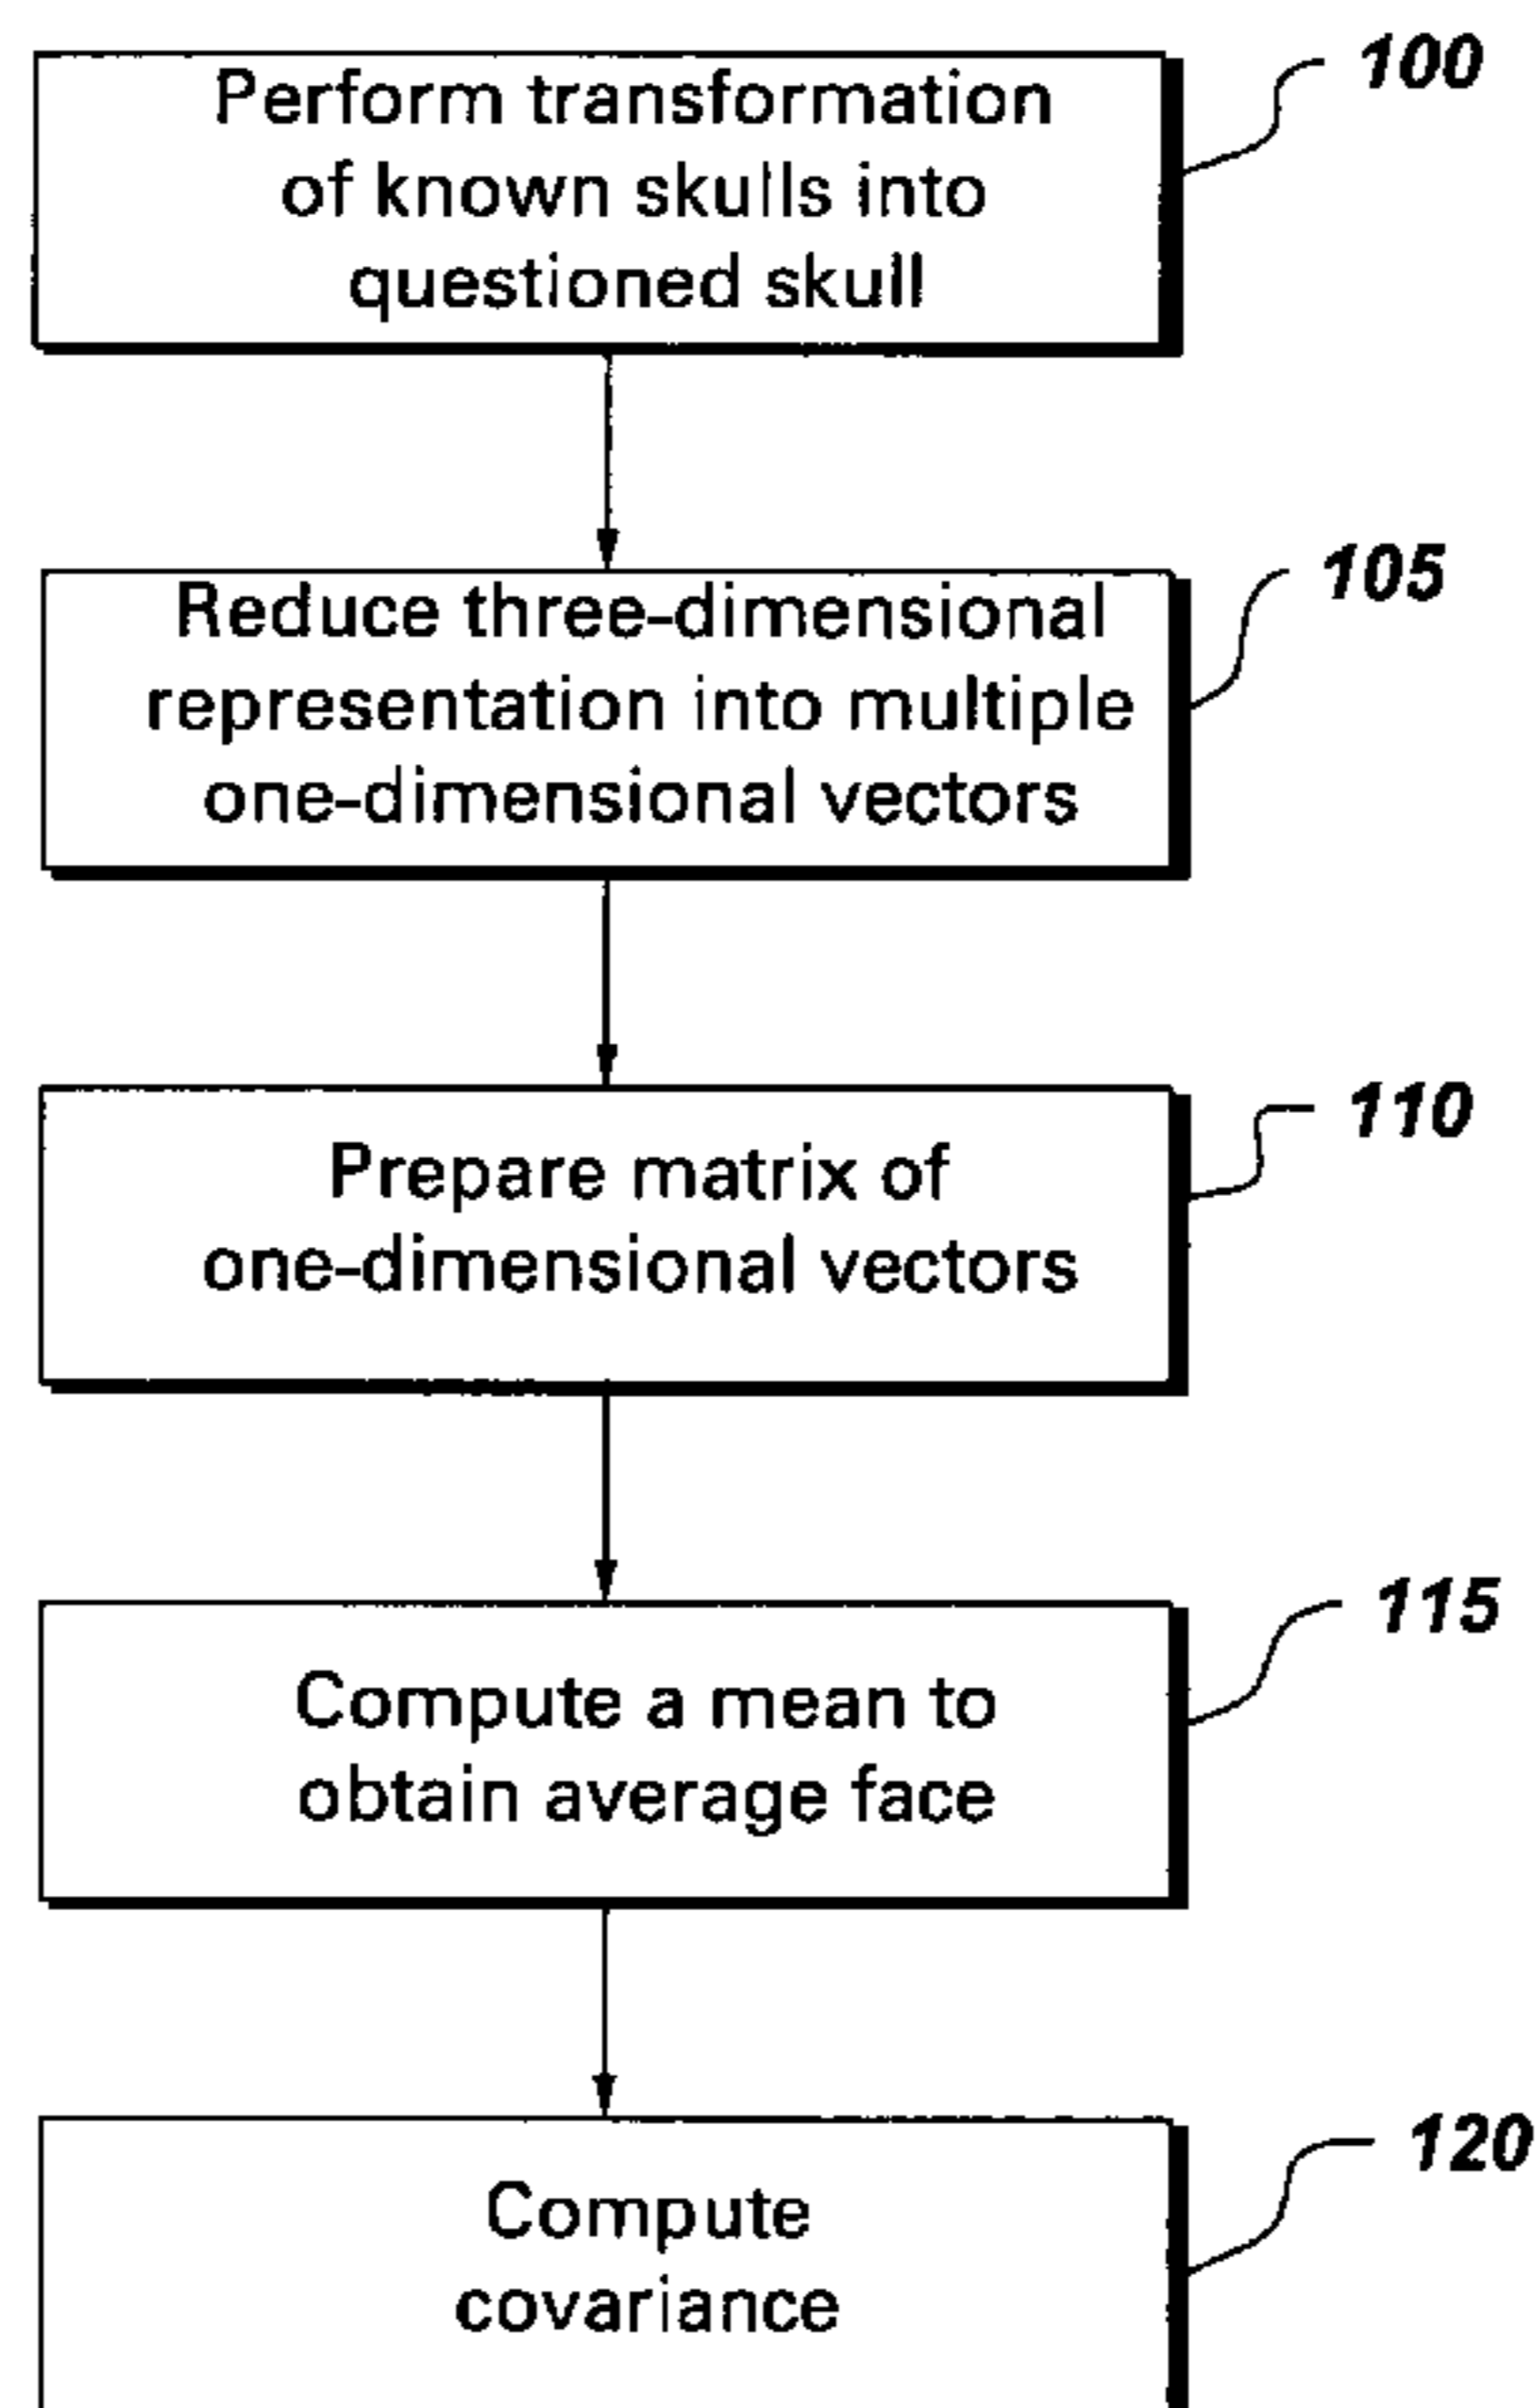 100
Perform transformation
of known skulls into
questioned skull
105
Reduce three-dimensional
representation into multiple
one-dimensional vectors
110
Prepare matrix of
one-dimensional vectors
115
Compute a mean to
obtain average face
120
Compute
covariance